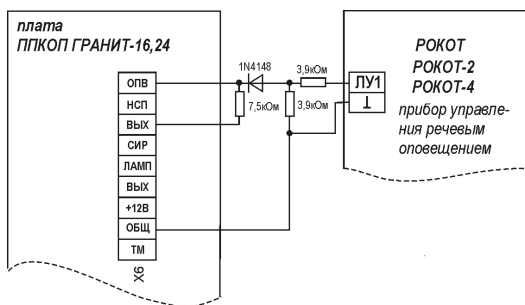 плата
ППКОП ГРАНИТ-16,24
ОПВ
НСП
ВЫХ
СИР
ЛАМП
ВЫХ
+12В
ОБЩ
ТМ
X6
1N4148
7,5кОм
3,9кОм
3,9кОм
ЛУ1
⊥
РОКОТ
РОКОТ-2
РОКОТ-4
прибор управле-
ния речевым
оповещением